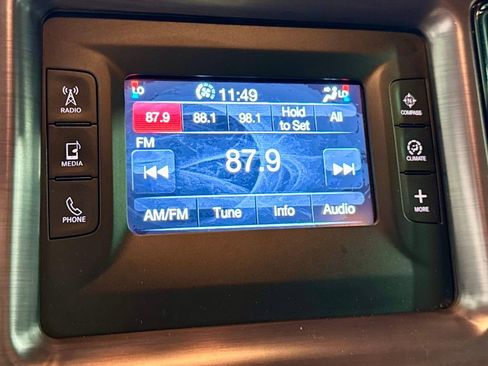 LO
11:49
LO
RADIO
87.9
88.1
98.1
Hold
to Set
All
COMPASS
FM
MEDIA
87.9
CLIMATE
PHONE
AM/FM
Tune
Info
Audio
MORE